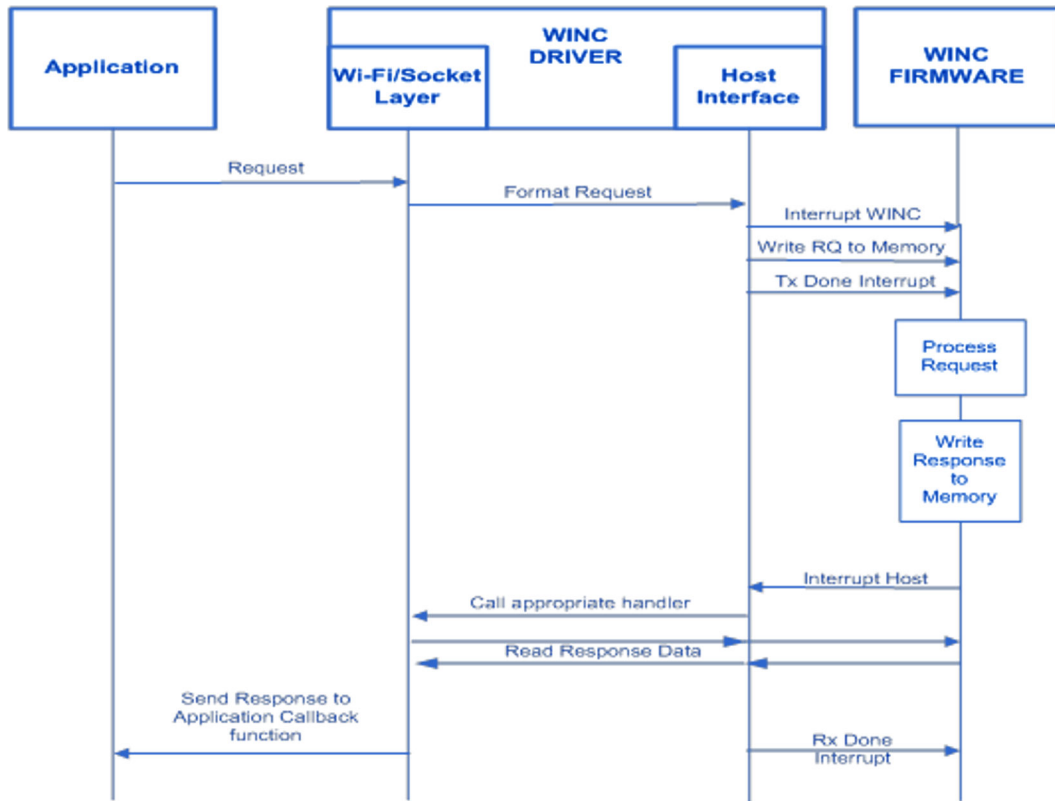 Application
WINC
DRIVER
Wi-Fi/Socket
Layer
Host
Interface
WINC
FIRMWARE
Request
Format Request
Interrupt WINC
Write RQ to Memory
Tx Done Interrupt
Process
Request
Write
Response
to
Memory
Interrupt Host
Call appropriate handler
Read Response Data
Send Response to
Application Callback
function
Rx Done
Interrupt